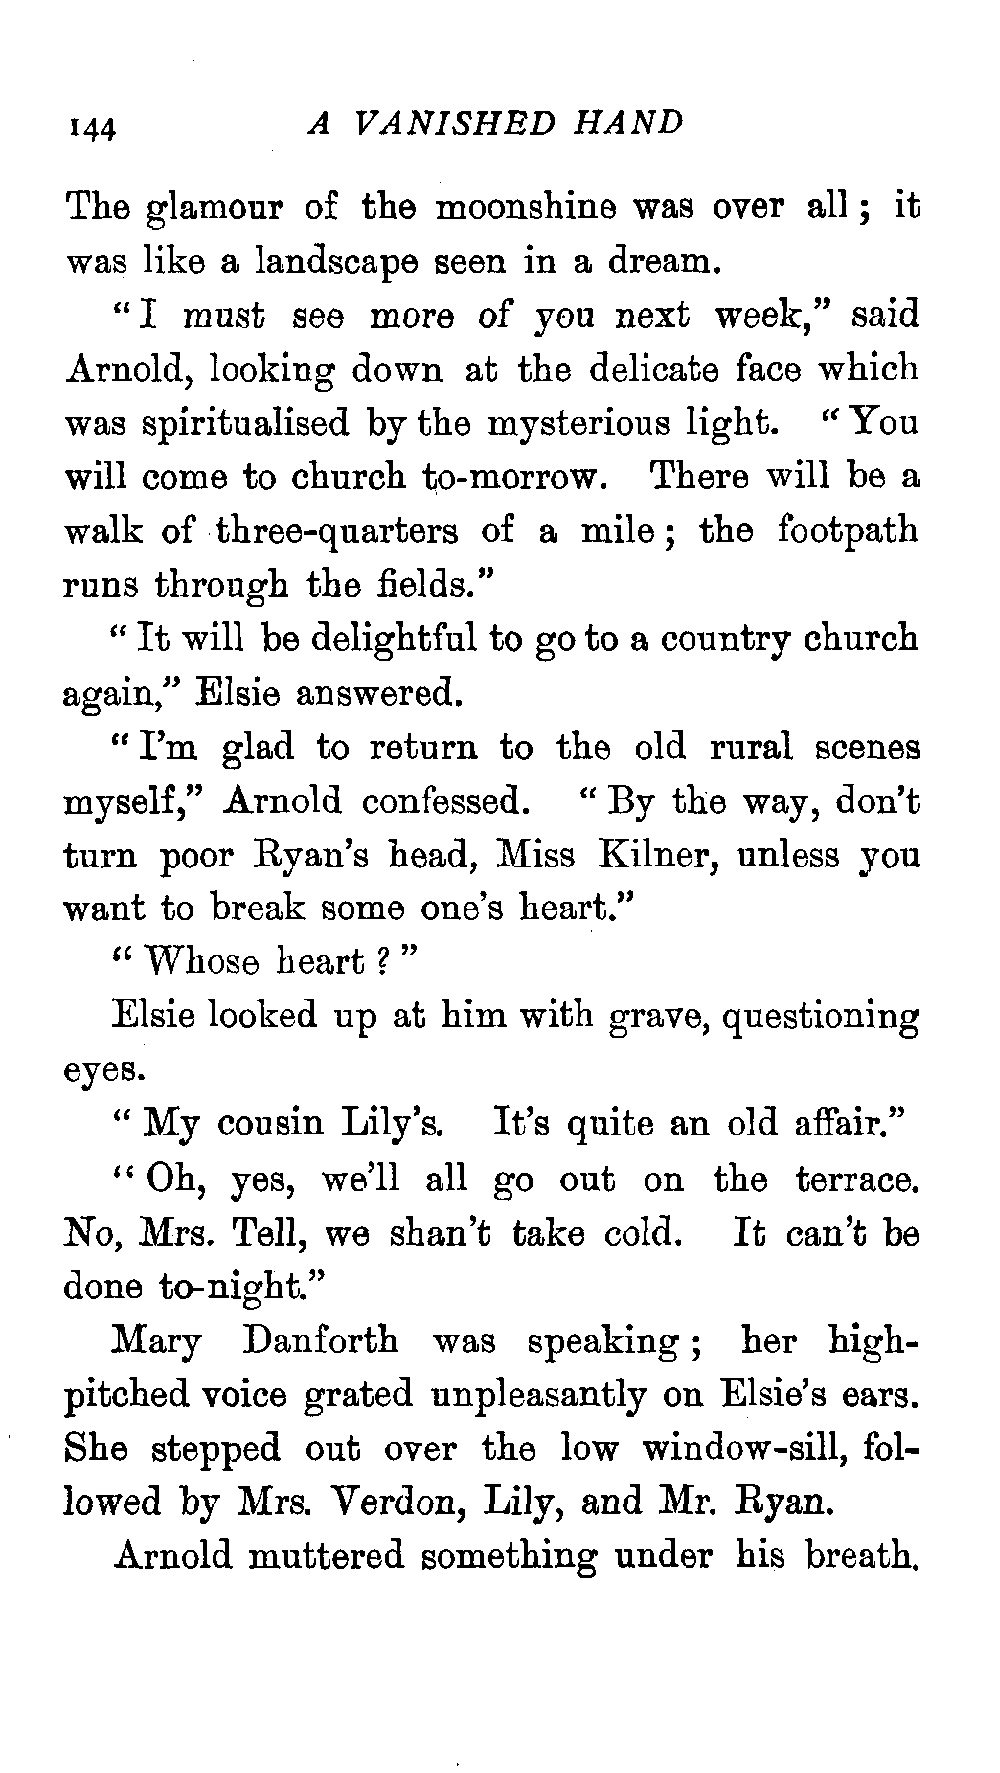 144 A VANISHED HAND
The glamour of the moonshine was over all ; it
was like a landscape seen in a dream.
“ I must see more of you next week,” said
Arnold, looking down at the delicate face which
was spiritualised by the mysterious light. “ You
will come to church to-morrow. There will be a
walk of three-quarters of a mile ; the footpath
runs through the fields.”
“ It will be delightful to go to a country church
again,” Elsie answered.
“ I’m glad to return to the old rural scenes
myself,” Arnold confessed. “ By the way, don’t
turn poor Ryan’s head, Miss Kilner, unless you
want to break some one’s heart.”
“ Whose heart ? ”
Elsie looked up at him with grave, questioning
eyes.
“ My cousin Lily’s. It’s quite an old affair.”
“ Oh, yes, we’ll all go out on the terrace.
No, Mrs. Tell, we shan’t take cold. It can’t be
done to-night.”
Mary Danforth was speaking ; her high-
pitched voice grated unpleasantly on Elsie’s ears.
She stepped out over the low window-sill, fol-
lowed by Mrs. Verdon, Lily, and Mr. Ryan.
Arnold muttered something under his breath.